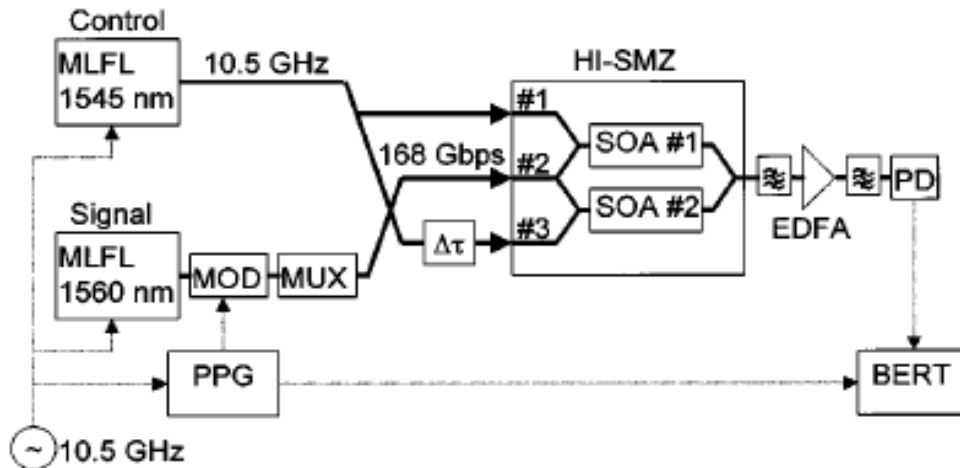 Control
MLFL
1545 nm
10.5 GHz
HI-SMZ
#1
SOA #1
168 Gbps
#2
SOA #2
#3
Δτ
PD
EDFA
Signal
MLFL
1560 nm
MOD
MUX
PPG
BERT
~
10.5 GHz